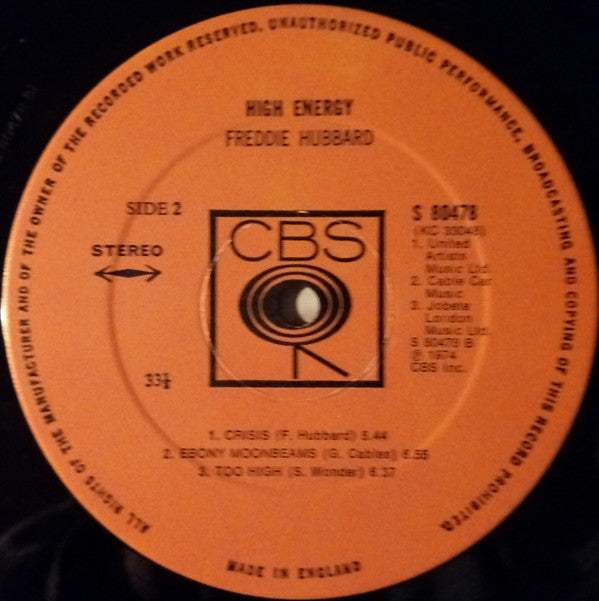 ALL RIGHTS OF THE MANUFACTURER AND OF THE OWNER OF THE RECORDED WORK RESERVED. UNAUTHORIZED PUBLIC PERFORMANCE, BROADCASTING AND COPYING OF THIS RECORD PROHIBITED.
HIGH ENERGY
FREDDIE HUBBARD
SIDE 2
STEREO
33⅓
CBS
S 80478
(KC 33048)
1. United
Artists
Music Ltd.
2. Cable Car
Music
3. Jobete
London
Music Ltd.
S 80478 B
℗ 1974
CBS Inc.
1. CRISIS (F. Hubbard) 5.44
2. EBONY MOONBEAMS (G. Cables) 6.55
3. TOO HIGH (S. Wonder) 6.37
MADE IN ENGLAND